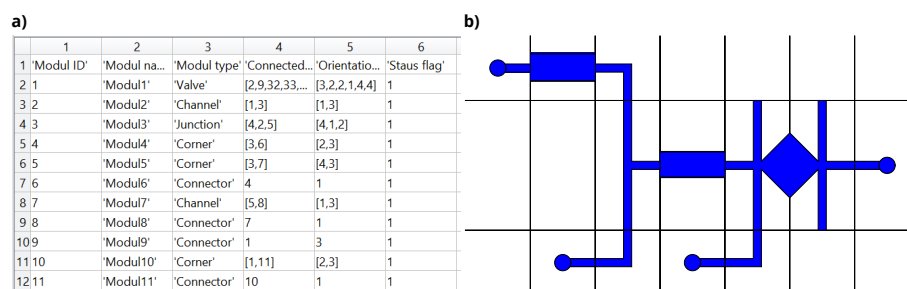 a) b)
1 2 3 4 5 6
1 'Modul ID' 'Modul na... 'Modul type' 'Connected... 'Orientatio... 'Staus flag'
2 1 'Modul1' 'Valve' [2,9,32,33,... [3,2,2,1,4,4] 1
3 2 'Modul2' 'Channel' [1,3] [1,3] 1
4 3 'Modul3' 'Junction' [4,2,5] [4,1,2] 1
5 4 'Modul4' 'Corner' [3,6] [2,3] 1
6 5 'Modul5' 'Corner' [3,7] [4,3] 1
7 6 'Modul6' 'Connector' 4 1 1
8 7 'Modul7' 'Channel' [5,8] [1,3] 1
9 8 'Modul8' 'Connector' 7 1 1
10 9 'Modul9' 'Connector' 1 3 1
11 10 'Modul10' 'Corner' [1,11] [2,3] 1
12 11 'Modul11' 'Connector' 10 1 1